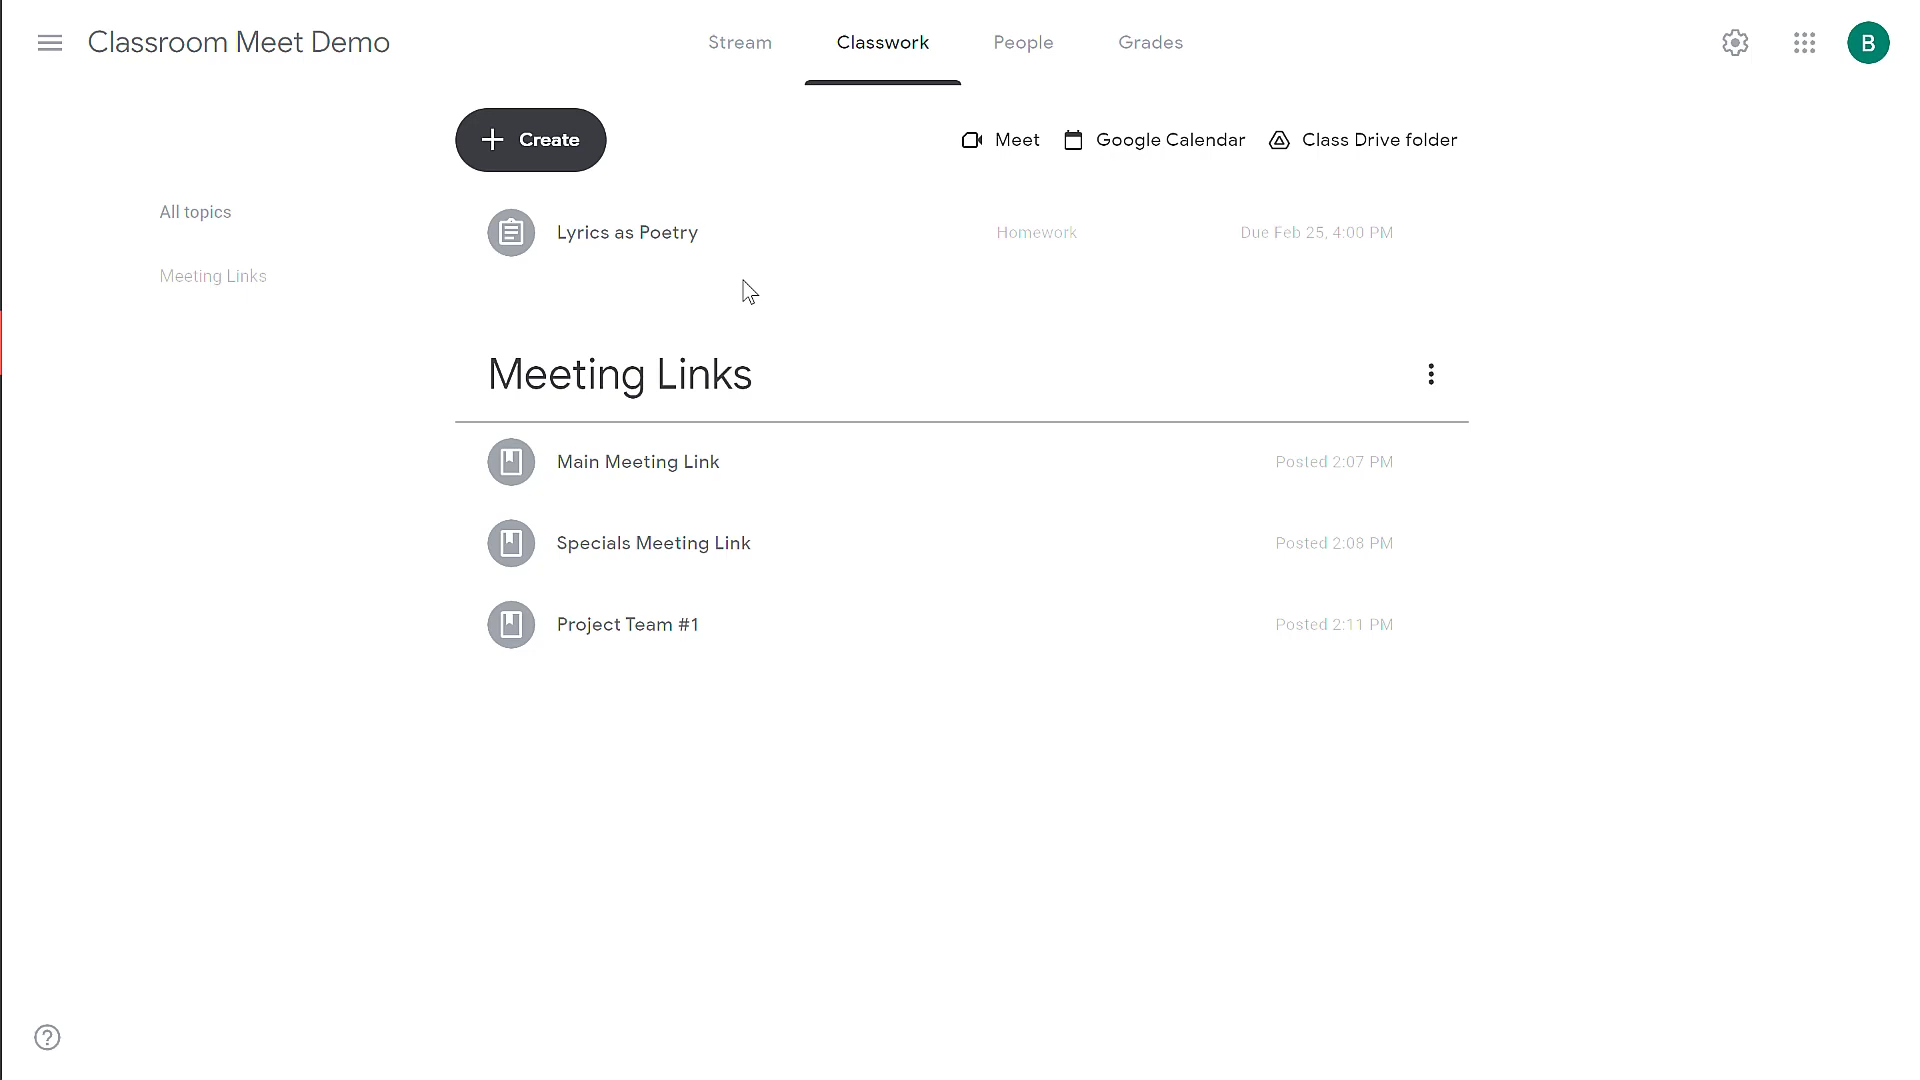 Classroom Meet Demo
Stream
Classwork
People
Grades
B
Create
Meet
Google Calendar
Class Drive folder
All topics
Meeting Links
Lyrics as Poetry
Homework
Due Feb 25, 4:00 PM
Meeting Links
Main Meeting Link
Posted 2:07 PM
Specials Meeting Link
Posted 2:08 PM
Project Team #1
Posted 2:11 PM